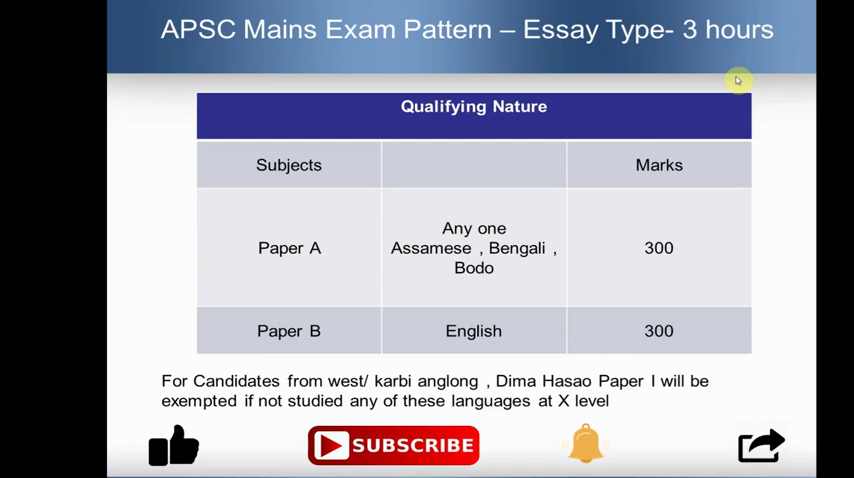 APSC Mains Exam Pattern – Essay Type- 3 hours
Qualifying Nature
Subjects Marks
Paper A
Any one
Assamese , Bengali ,
Bodo
300
Paper B English 300
For Candidates from west/ karbi anglong , Dima Hasao Paper I will be
exempted if not studied any of these languages at X level
SUBSCRIBE